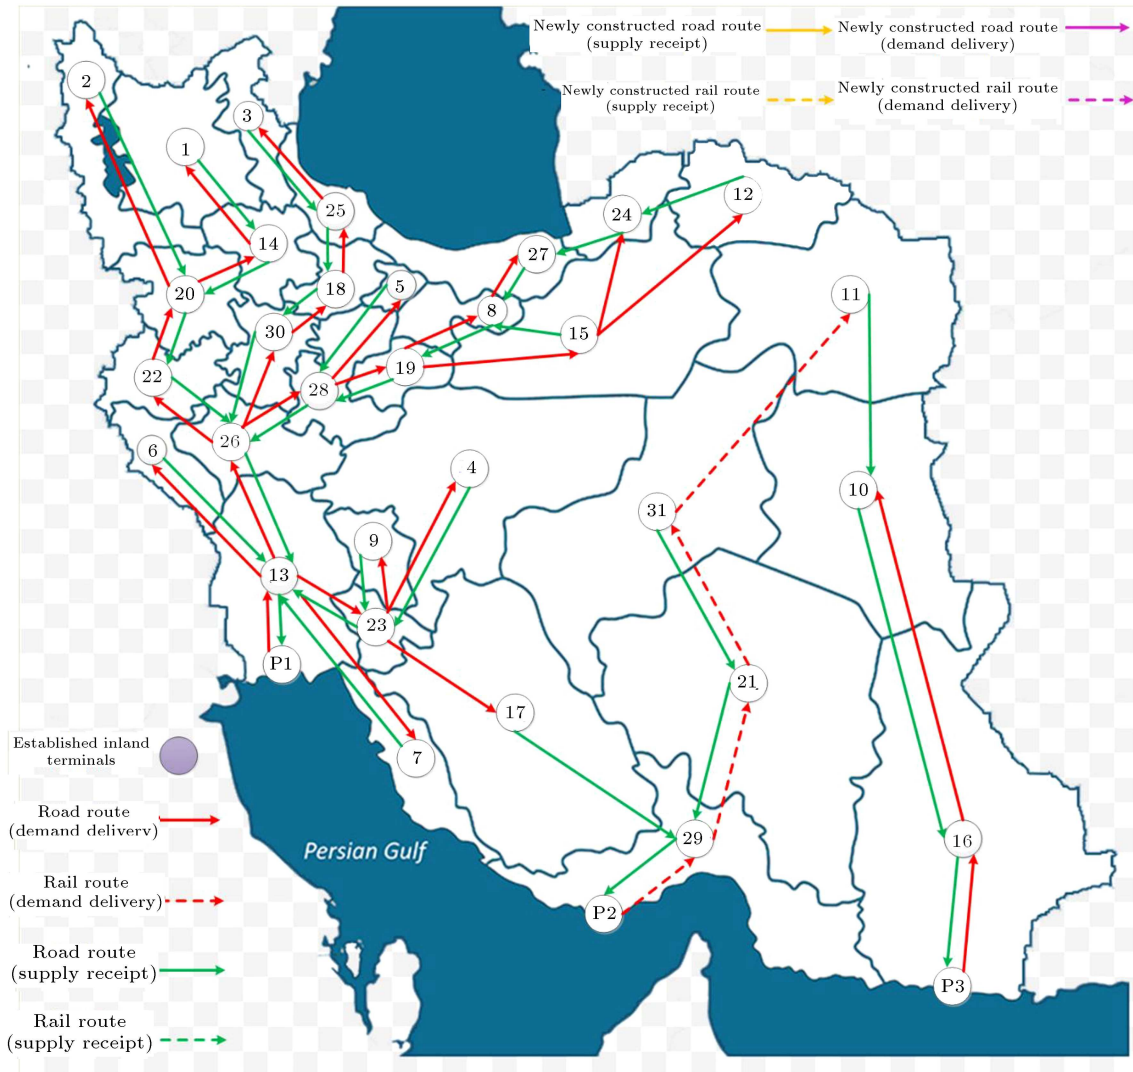 Newly constructed road route
(supply receipt)
Newly constructed road route
(demand delivery)
Newly constructed rail route
(supply receipt)
Newly constructed rail route
(demand delivery)
2
3
1
12
25
24
14
27
18
5
20
11
8
30
15
19
22
28
26
6
4
10
31
9
13
23
P1
21
17
7
Established inland
terminals
Road route
(demand deliverv)
29
16
Persian Gulf
Rail route
(demand delivery)
P2
Road route
(supply receipt)
P3
Rail route
(supply receipt)